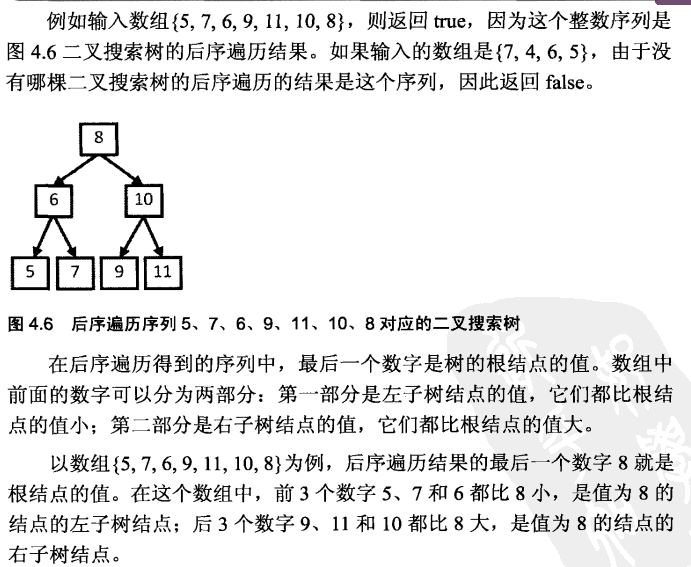 例如输入数组{5, 7, 6, 9, 11, 10, 8}，则返回 true，因为这个整数序列是
图 4.6 二叉搜索树的后序遍历结果。如果输入的数组是{7, 4, 6, 5}，由于没
有哪棵二叉搜索树的后序遍历的结果是这个序列，因此返回 false。
8
6 10
5 7 9 11
图 4.6 后序遍历序列 5、7、6、9、11、10、8 对应的二叉搜索树
在后序遍历得到的序列中，最后一个数字是树的根结点的值。数组中
前面的数字可以分为两部分：第一部分是左子树结点的值，它们都比根结
点的值小；第二部分是右子树结点的值，它们都比根结点的值大。
以数组{5, 7, 6, 9, 11, 10, 8}为例，后序遍历结果的最后一个数字 8 就是
根结点的值。在这个数组中，前 3 个数字 5、7 和 6 都比 8 小，是值为 8 的
结点的左子树结点；后 3 个数字 9、11 和 10 都比 8 大，是值为 8 的结点的
右子树结点。